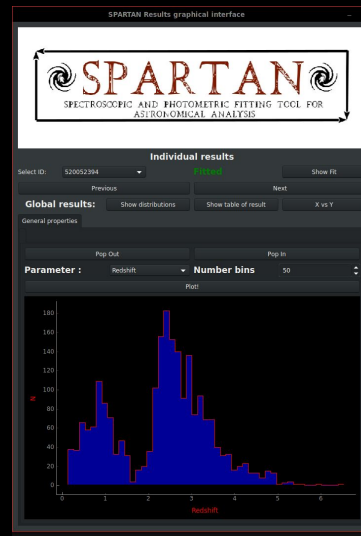 SPARTAN Results graphical interface
SPARTAN
SPECTROSCOPIC AND PHOTOMETRIC FITTING TOOL FOR
ASTRONOMICAL ANALYSIS
Individual results
Select ID: 520052394 Fitted Show Fit
Previous Next
Global results: Show distributions Show table of result X vs Y
General properties
Pop Out Pop In
Parameter : Redshift Number bins 50
Plot!
180
160
140
120
100
80
60
40
20
0
N
0 1 2 3 4 5 6
Redshift